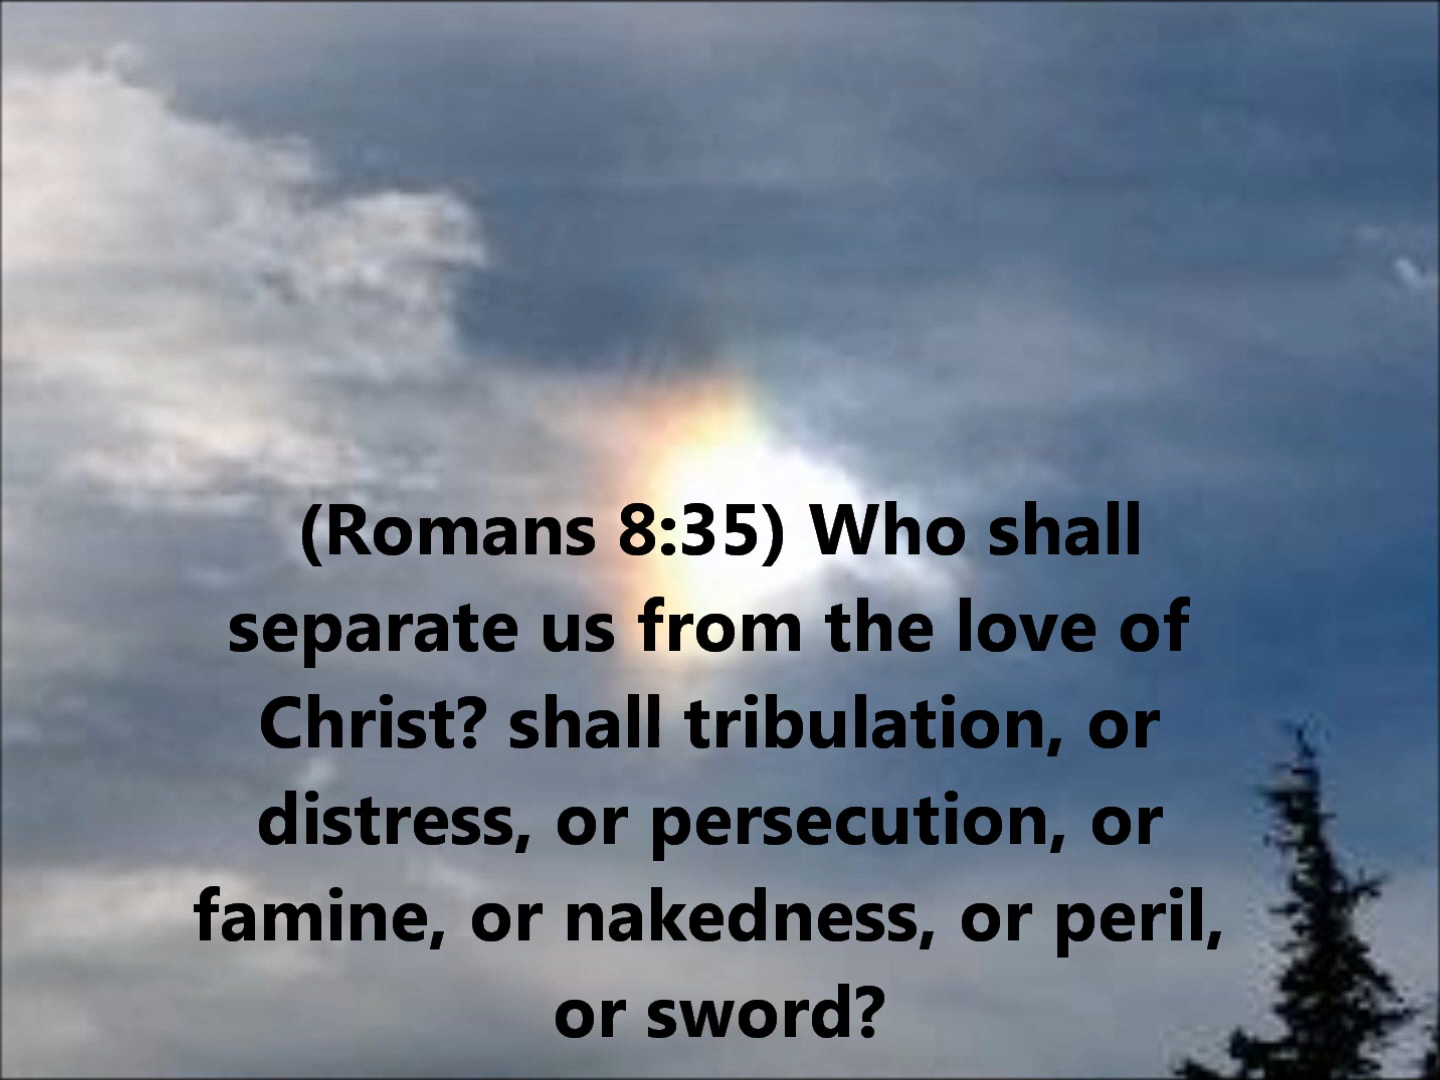 (Romans 8:35) Who shall
separate us from the love of
Christ? shall tribulation, or
distress, or persecution, or
famine, or nakedness, or peril,
or sword?